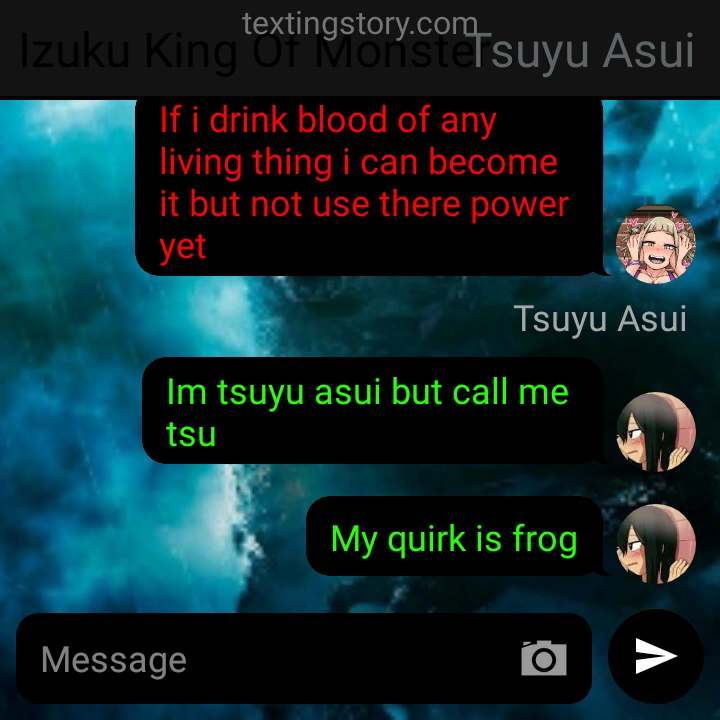 textingstory.com
Izuku King Of Monster
Tsuyu Asui
If i drink blood of any
living thing i can become
it but not use there power
yet
Tsuyu Asui
Im tsuyu asui but call me
tsu
My quirk is frog
Message